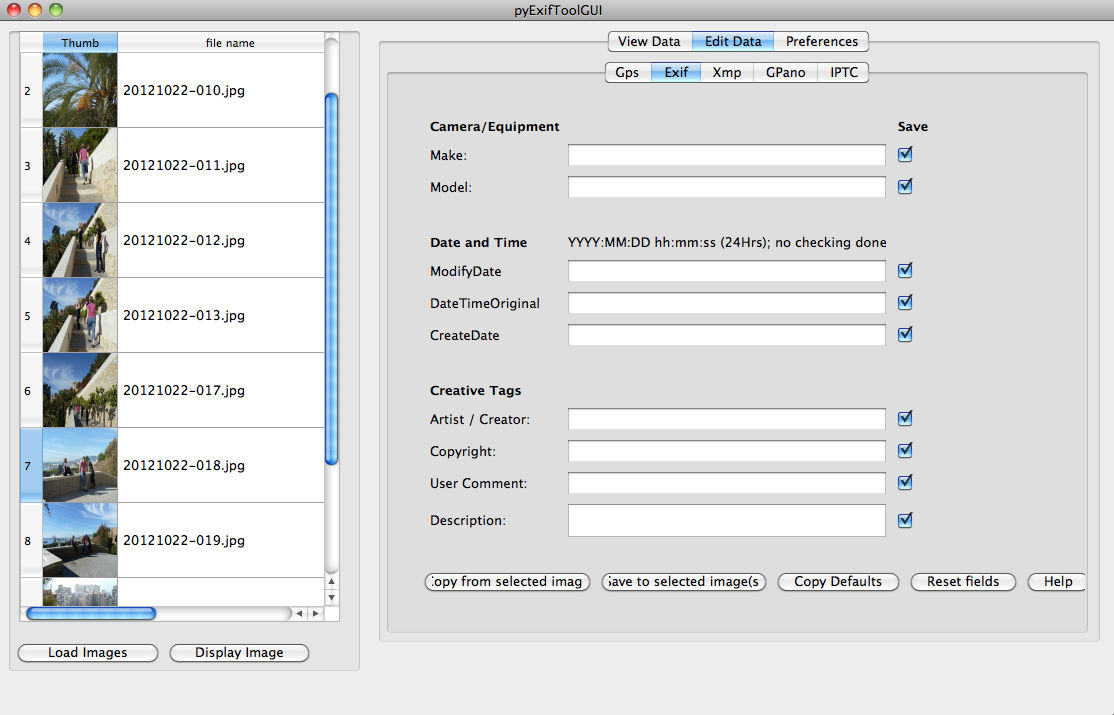 pyExifToolGUI
Thumb file name
2 20121022-010.jpg
3 20121022-011.jpg
4 20121022-012.jpg
5 20121022-013.jpg
6 20121022-017.jpg
7 20121022-018.jpg
8 20121022-019.jpg
Load Images Display Image
View Data Edit Data Preferences
Gps Exif Xmp GPano IPTC
Camera/Equipment Save
Make:
Model:
Date and Time YYYY:MM:DD hh:mm:ss (24Hrs); no checking done
ModifyDate
DateTimeOriginal
CreateDate
Creative Tags
Artist / Creator:
Copyright:
User Comment:
Description:
opy from selected imag ave to selected image(s Copy Defaults Reset fields Help